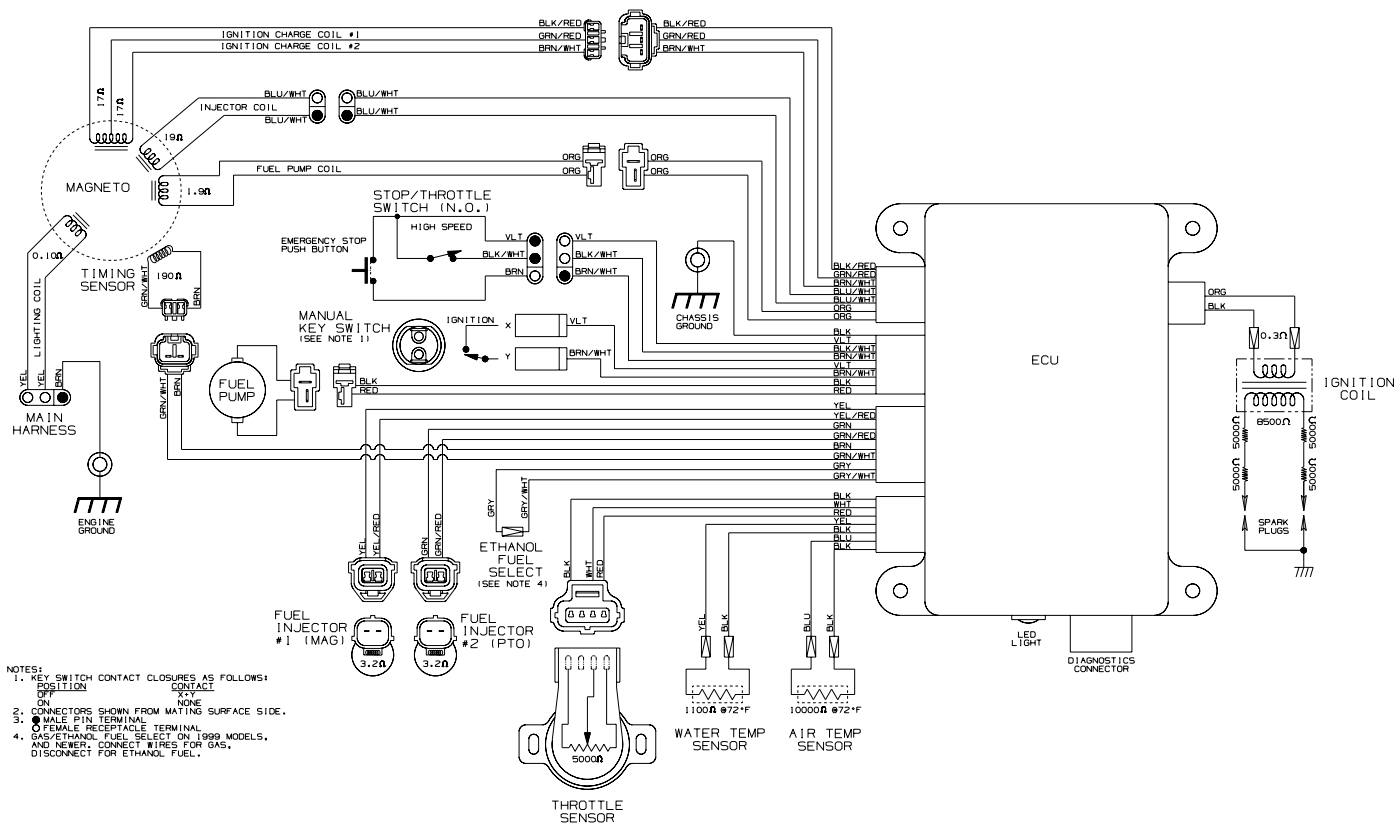 BLK/RED
IGNITION CHARGE COIL #1
GRN/RED
IGNITION CHARGE COIL #2
BRN/WHT
BLK/RED
GRN/RED
BRN/WHT
17Ω
17Ω
BLU/WHT
INJECTOR COIL
BLU/WHT
BLU/WHT
BLU/WHT
19Ω
MAGNETO
1.9Ω
FUEL PUMP COIL
ORG
ORG
ORG
ORG
STOP/THROTTLE
SWITCH (N.O.)
HIGH SPEED
EMERGENCY STOP
PUSH BUTTON
VLT
BLK/WHT
BRN
VLT
BLK/WHT
BRN/WHT
0.10Ω
TIMING
SENSOR
190Ω
GRN/WHT
BRN
LIGHTING COIL
YEL
YEL
BRN
MAIN
HARNESS
ENGINE
GROUND
GRN/WHT
BRN
MANUAL
KEY SWITCH
(SEE NOTE 1)
IGNITION
X
VLT
Y
BRN/WHT
CHASSIS
GROUND
FUEL
PUMP
BLK
RED
BLK/RED
GRN/RED
BRN/WHT
BLU/WHT
BLU/WHT
ORG
ORG
BLK
VLT
BLK/WHT
BRN/WHT
VLT
BRN/WHT
BLK
RED
YEL
YEL/RED
GRN
GRN/RED
BRN
GRN/WHT
GRY
GRY/WHT
BLK
WHT
RED
YEL
BLK
BLU
BLK
ECU
ORG
BLK
0.3Ω
IGNITION
COIL
8500Ω
5000Ω
5000Ω
5000Ω
5000Ω
SPARK
PLUGS
LED
LIGHT
DIAGNOSTICS
CONNECTOR
YEL
YEL/RED
GRN
GRN/RED
GRY
GRY/WHT
ETHANOL
FUEL
SELECT
(SEE NOTE 4)
BLK
WHT
RED
FUEL
INJECTOR
#1 (MAG)
3.2Ω
3.2Ω
FUEL
INJECTOR
#2 (PTO)
5000Ω
THROTTLE
SENSOR
YEL
BLK
1100Ω @72°F
WATER TEMP
SENSOR
BLU
BLK
10000Ω @72°F
AIR TEMP
SENSOR
NOTES:
1. KEY SWITCH CONTACT CLOSURES AS FOLLOWS:
POSITION CONTACT
OFF X+Y
ON NONE
2. CONNECTORS SHOWN FROM MATING SURFACE SIDE.
3. ● MALE PIN TERMINAL
○ FEMALE RECEPTACLE TERMINAL
4. GAS/ETHANOL FUEL SELECT ON 1999 MODELS,
AND NEWER. CONNECT WIRES FOR GAS,
DISCONNECT FOR ETHANOL FUEL.